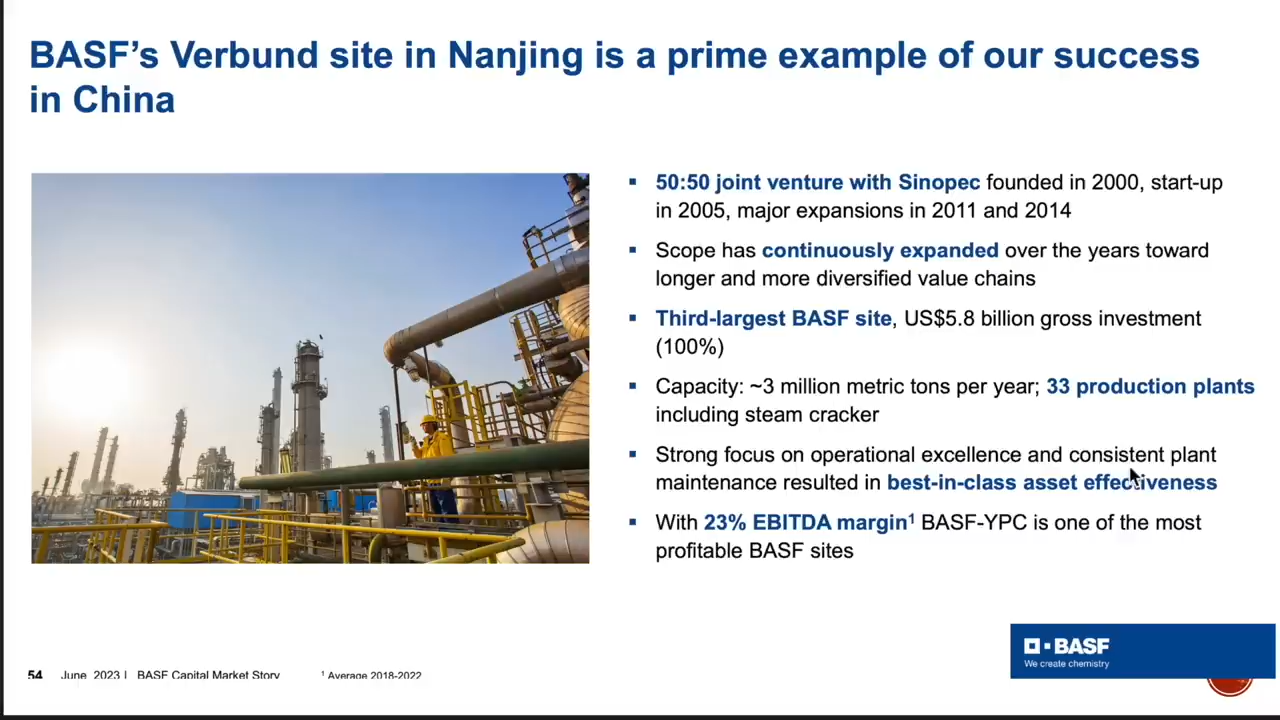 BASF’s Verbund site in Nanjing is a prime example of our success
in China
▪ 50:50 joint venture with Sinopec founded in 2000, start-up
in 2005, major expansions in 2011 and 2014
▪ Scope has continuously expanded over the years toward
longer and more diversified value chains
▪ Third-largest BASF site, US$5.8 billion gross investment
(100%)
▪ Capacity: ~3 million metric tons per year; 33 production plants
including steam cracker
▪ Strong focus on operational excellence and consistent plant
maintenance resulted in best-in-class asset effectiveness
▪ With 23% EBITDA margin¹ BASF-YPC is one of the most
profitable BASF sites
BASF
We create chemistry
54 June 2023 | BASF Capital Market Story ¹ Average 2018-2022